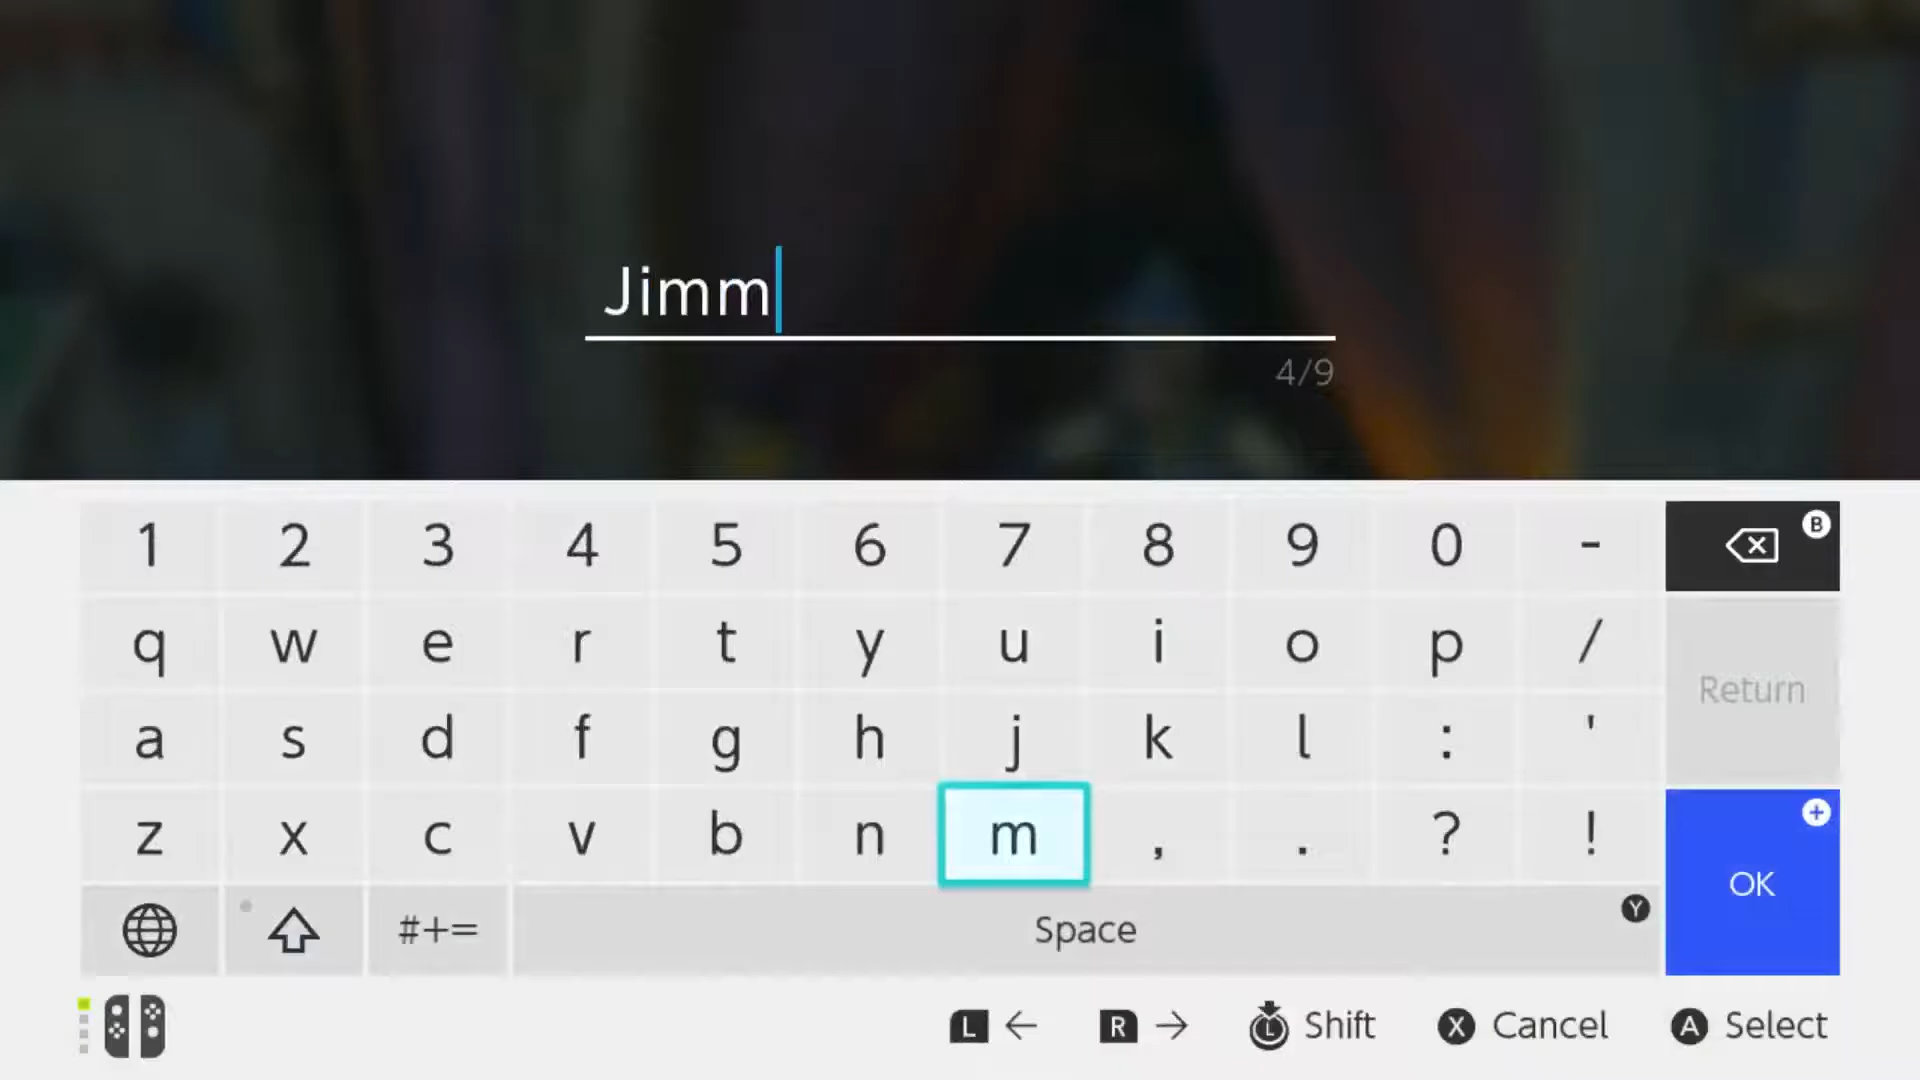 Jimm
4/9
1 2 3 4 5 6 7 8 9 0 - B
q w e r t y u i o p / Return
a s d f g h j k l : '
z x c v b n m , . ? ! + OK
#+= Space Y
L ← R → L Shift X Cancel A Select